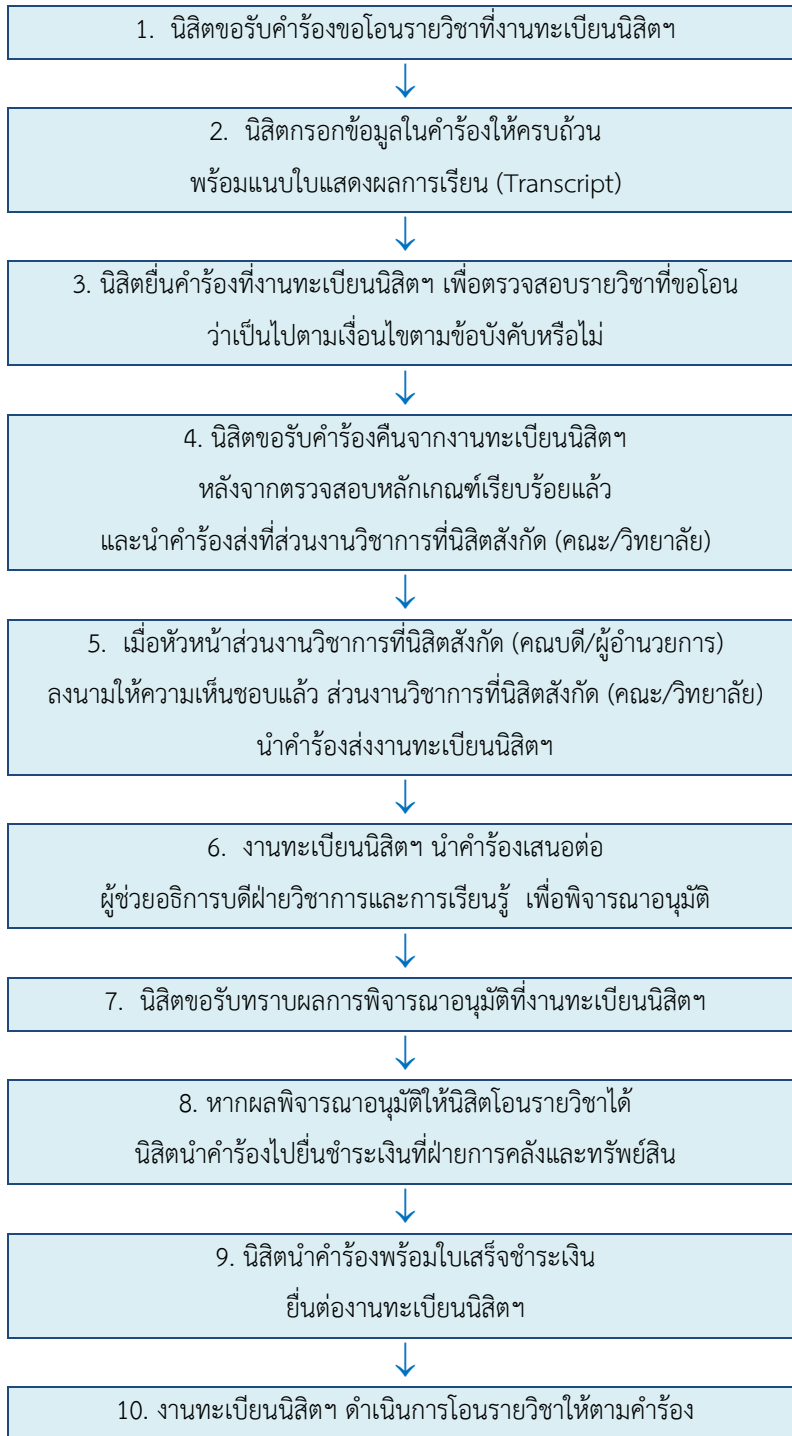 1. นิสิตขอรับคำร้องขอโอนรายวิชาที่งานทะเบียนนิสิตฯ
2. นิสิตกรอกข้อมูลในคำร้องให้ครบถ้วน
พร้อมแนบใบแสดงผลการเรียน (Transcript)
3. นิสิตยื่นคำร้องที่งานทะเบียนนิสิตฯ เพื่อตรวจสอบรายวิชาที่ขอโอน
ว่าเป็นไปตามเงื่อนไขตามข้อบังคับหรือไม่
4. นิสิตขอรับคำร้องคืนจากงานทะเบียนนิสิตฯ
หลังจากตรวจสอบหลักเกณฑ์เรียบร้อยแล้ว
และนำคำร้องส่งที่ส่วนงานวิชาการที่นิสิตสังกัด (คณะ/วิทยาลัย)
5. เมื่อหัวหน้าส่วนงานวิชาการที่นิสิตสังกัด (คณบดี/ผู้อำนวยการ)
ลงนามให้ความเห็นชอบแล้ว ส่วนงานวิชาการที่นิสิตสังกัด (คณะ/วิทยาลัย)
นำคำร้องส่งงานทะเบียนนิสิตฯ
6. งานทะเบียนนิสิตฯ นำคำร้องเสนอต่อ
ผู้ช่วยอธิการบดีฝ่ายวิชาการและการเรียนรู้ เพื่อพิจารณาอนุมัติ
7. นิสิตขอรับทราบผลการพิจารณาอนุมัติที่งานทะเบียนนิสิตฯ
8. หากผลพิจารณาอนุมัติให้นิสิตโอนรายวิชาได้
นิสิตนำคำร้องไปยื่นชำระเงินที่ฝ่ายการคลังและทรัพย์สิน
9. นิสิตนำคำร้องพร้อมใบเสร็จชำระเงิน
ยื่นต่องานทะเบียนนิสิตฯ
10. งานทะเบียนนิสิตฯ ดำเนินการโอนรายวิชาให้ตามคำร้อง